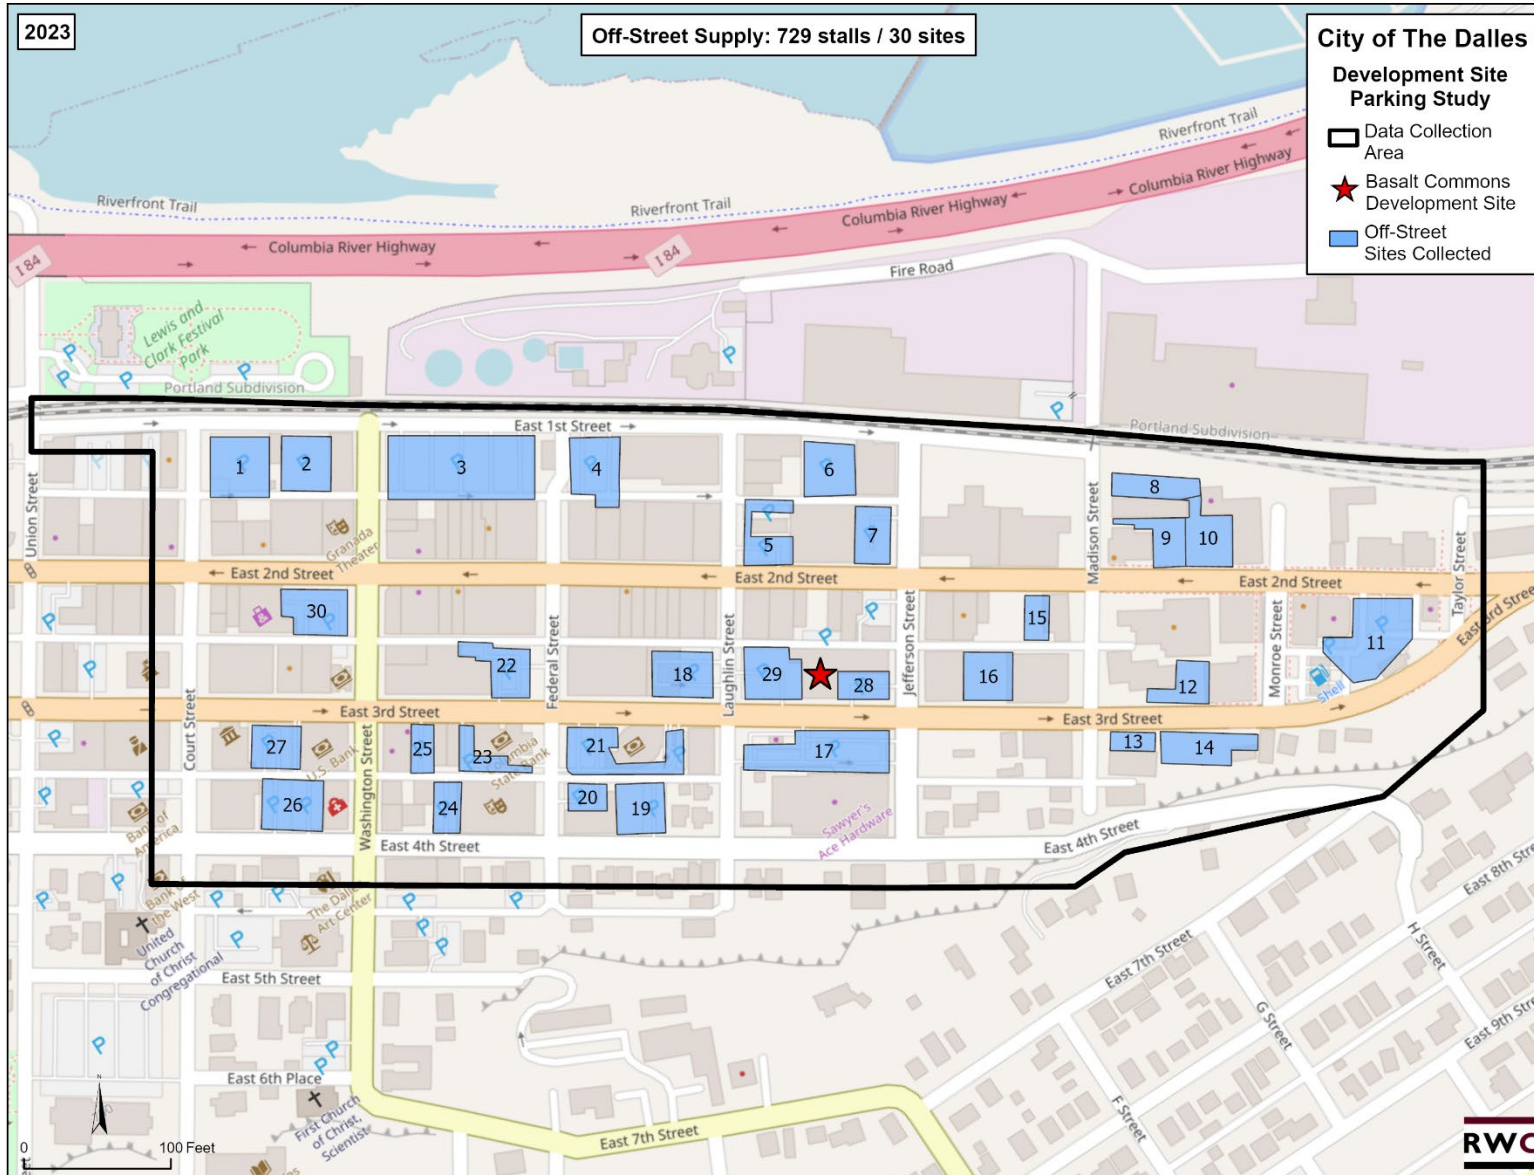 2023
Off-Street Supply: 729 stalls / 30 sites
City of The Dalles
Development Site
Parking Study
Data Collection
Area
Basalt Commons
Development Site
Off-Street
Sites Collected
Riverfront Trail
Riverfront Trail
Riverfront Trail
Columbia River Highway
Columbia River Highway
Columbia River Highway
I 84
I 84
Fire Road
Lewis and
Clark Festival
Park
P
P
P
P
P
P
Portland Subdivision
Portland Subdivision
East 1st Street
1
2
3
4
6
8
5
7
9
10
Union Street
Granada
Theater
Madison Street
Taylor Street
East 2nd Street
East 2nd Street
East 2nd Street
East 3rd Street
30
15
11
Court Street
Federal Street
Laughlin Street
Jefferson Street
Monroe Street
22
18
29
28
16
12
Shell
East 3rd Street
East 3rd Street
27
U.S. Bank
25
23
Columbia
State Bank
21
17
13
14
Washington Street
26
24
20
19
Sawyer's
Ace Hardware
Bank of
America
East 4th Street
East 4th Street
Bank of
the West
The Dalles
Art Center
United
Church
of Christ
Congregational
East 5th Street
East 6th Place
First Church
of Christ,
Scientist
East 7th Street
East 7th Street
East 8th Street
East 9th Stre
H Street
G Street
F Street
N
0
100 Feet
RWC